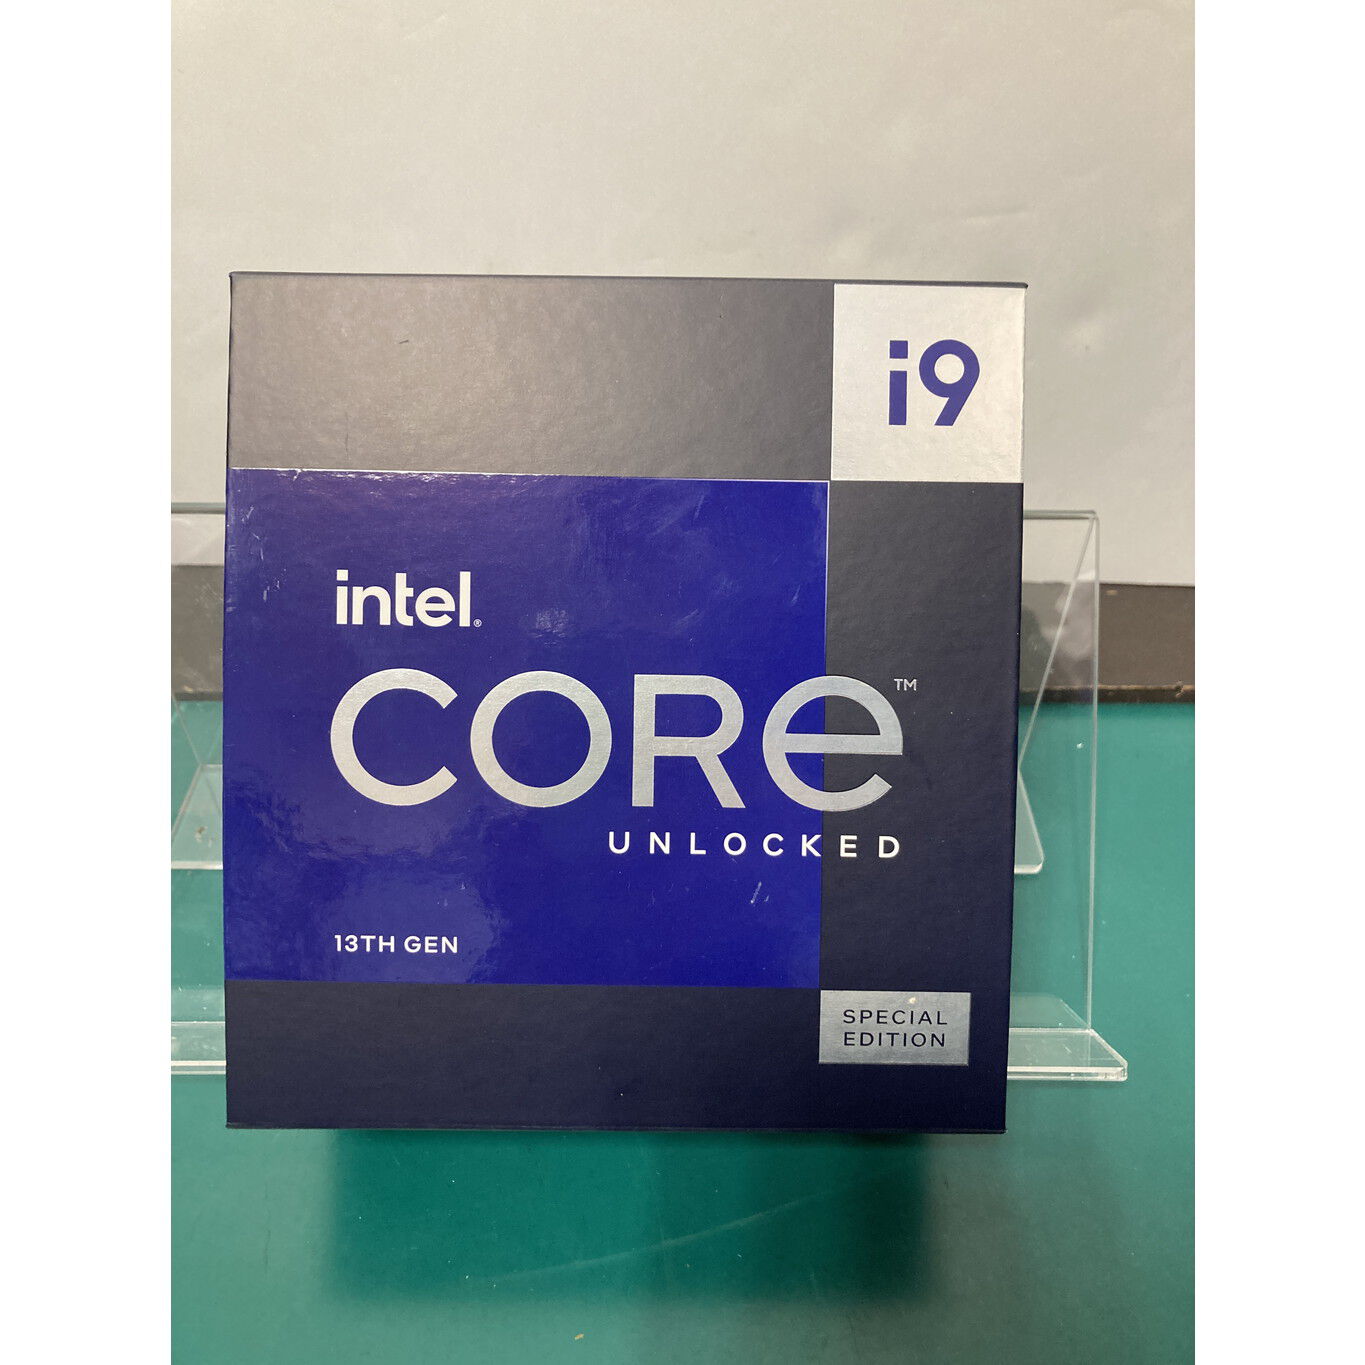 i9
intel®
CORe™
UNLOCKED
13TH GEN
SPECIAL
EDITION